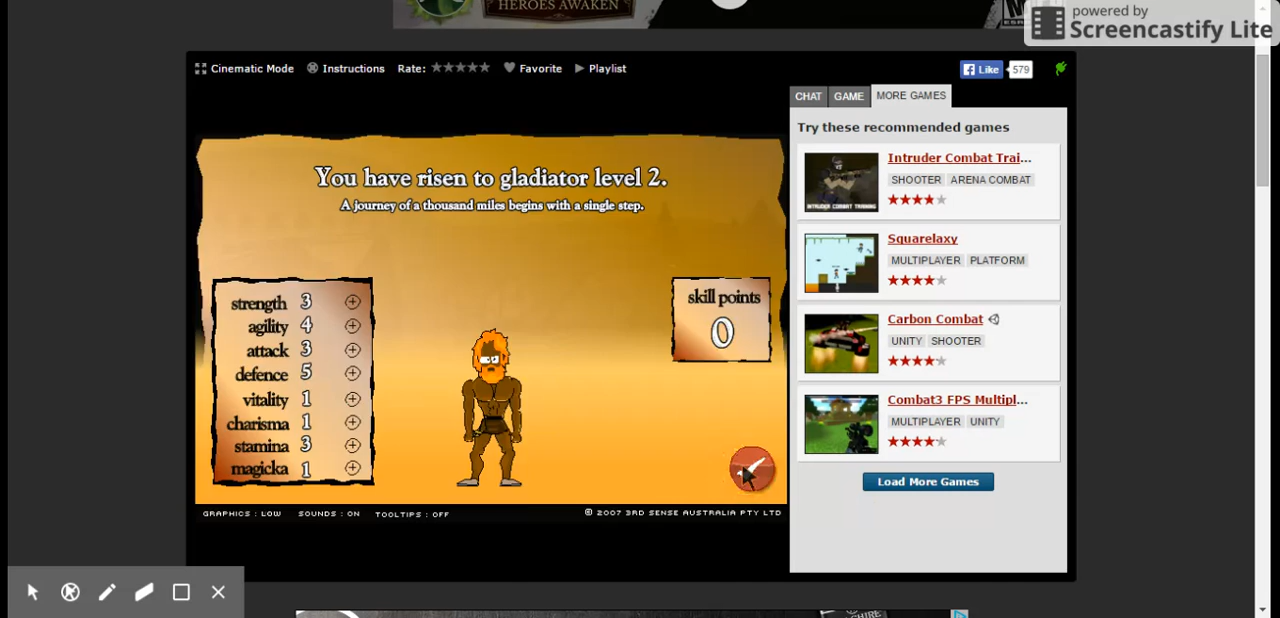 HEROES AWAKEN
powered by
Screencastify Lite
Cinematic Mode Instructions Rate: Favorite Playlist
Like 579
CHAT GAME MORE GAMES
Try these recommended games
You have risen to gladiator level 2.
A journey of a thousand miles begins with a single step.
strength 3
agility 4
attack 3
defence 5
vitality 1
charisma 1
stamina 3
magicka 1
skill points
0
Intruder Combat Trai...
SHOOTER ARENA COMBAT
INTRUDER COMBAT TRAINING
Squarelaxy
MULTIPLAYER PLATFORM
Carbon Combat
UNITY SHOOTER
Combat3 FPS Multipl...
MULTIPLAYER UNITY
Load More Games
GRAPHICS : LOW SOUNDS : ON TOOLTIPS : OFF
© 2007 3RD SENSE AUSTRALIA PTY LTD